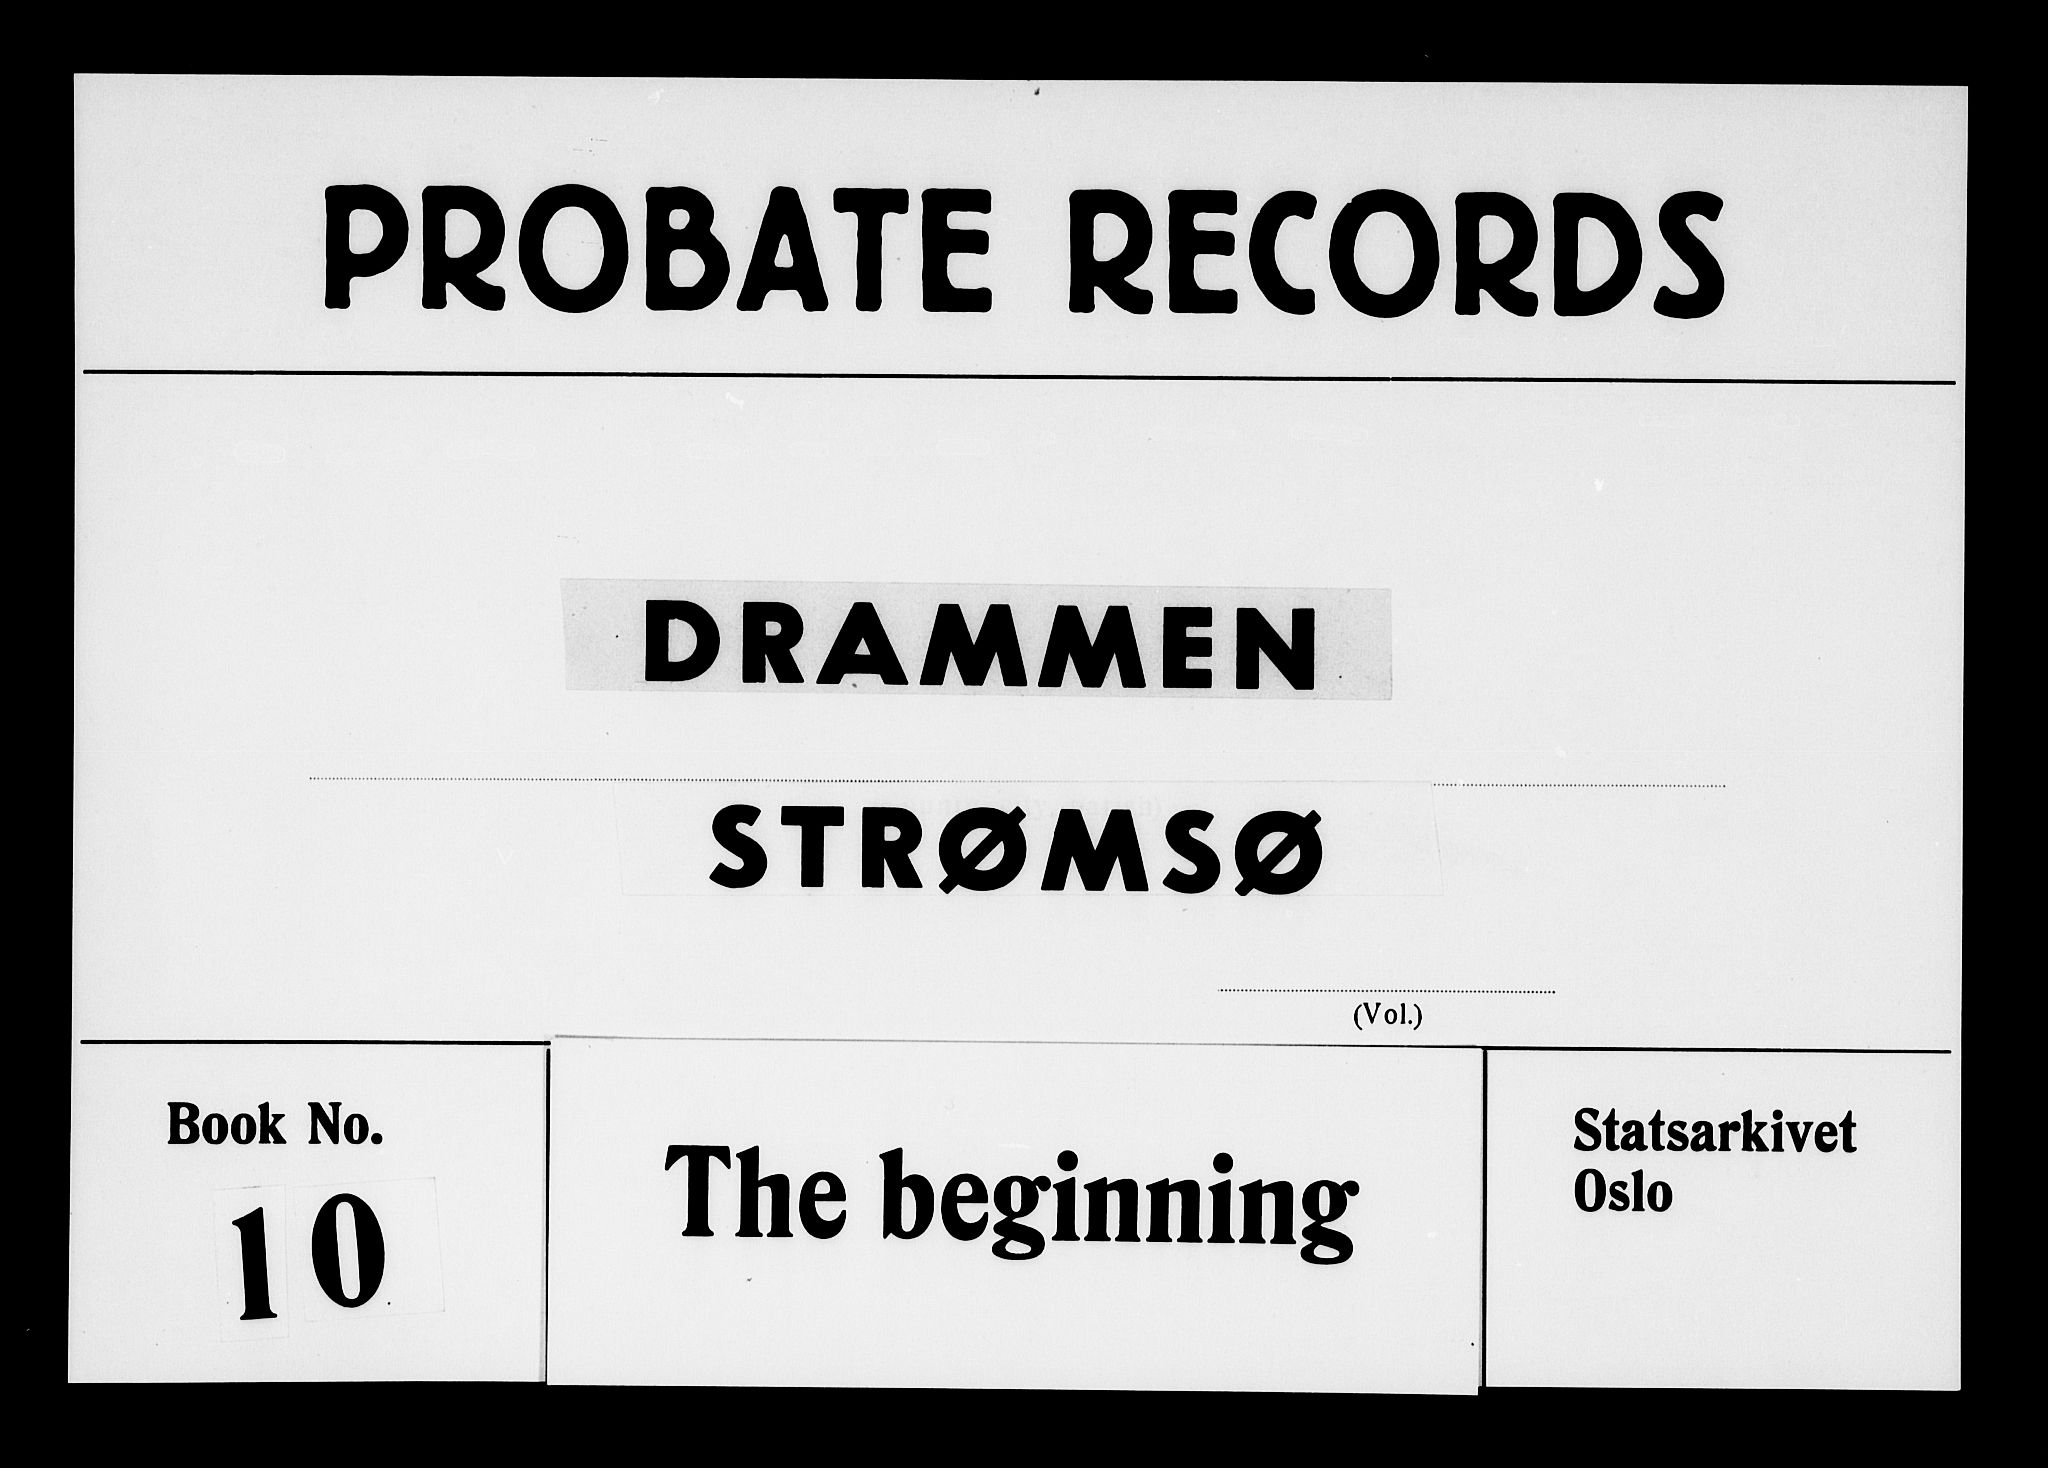 PROBATE RECORDS
DRAMMEN
STRØMSØ
(Vol.)
Book No.
10
The beginning
Statsarkivet
Oslo